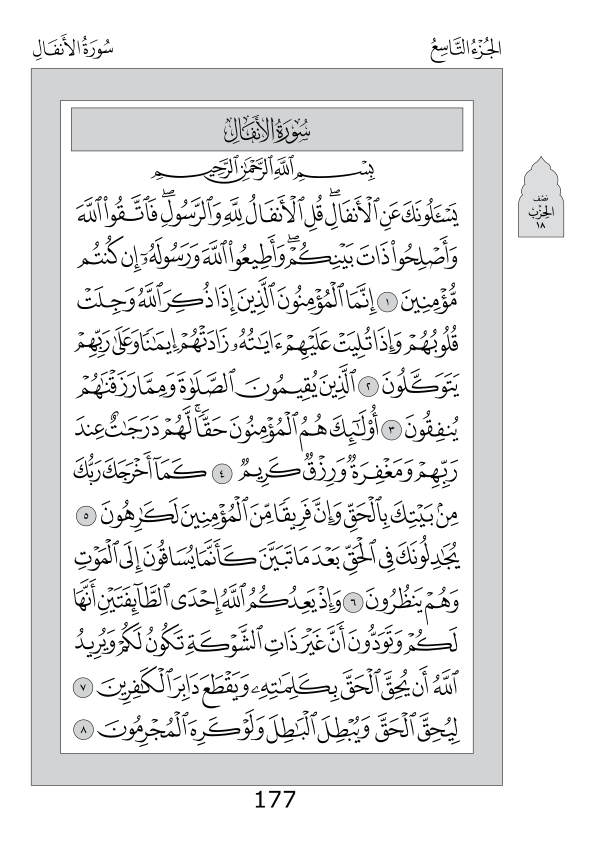 سُورَةُ الأَنفَالِ
الجُزْءُ التَّاسِعُ
سُورَةُ الأَنفَالِ
بِسْمِ اللَّهِ الرَّحْمَٰنِ الرَّحِيمِ
يَسْـَٔلُونَكَ عَنِ ٱلْأَنفَالِۖ قُلِ ٱلْأَنفَالُ لِلَّهِ وَٱلرَّسُولِۖ فَٱتَّقُوا۟ ٱللَّهَ
وَأَصْلِحُوا۟ ذَاتَ بَيْنِكُمْۖ وَأَطِيعُوا۟ ٱللَّهَ وَرَسُولَهُۥٓ إِن كُنتُم
مُّؤْمِنِينَ ١ إِنَّمَا ٱلْمُؤْمِنُونَ ٱلَّذِينَ إِذَا ذُكِرَ ٱللَّهُ وَجِلَتْ
قُلُوبُهُمْ وَإِذَا تُلِيَتْ عَلَيْهِمْ ءَايَٰتُهُۥ زَادَتْهُمْ إِيمَٰنًا وَعَلَىٰ رَبِّهِمْ
يَتَوَكَّلُونَ ٢ ٱلَّذِينَ يُقِيمُونَ ٱلصَّلَوٰةَ وَمِمَّا رَزَقْنَٰهُمْ
يُنفِقُونَ ٣ أُو۟لَٰٓئِكَ هُمُ ٱلْمُؤْمِنُونَ حَقًّاۚ لَّهُمْ دَرَجَٰتٌ عِندَ
رَبِّهِمْ وَمَغْفِرَةٌ وَرِزْقٌ كَرِيمٌ ٤ كَمَآ أَخْرَجَكَ رَبُّكَ
مِنۢ بَيْتِكَ بِٱلْحَقِّ وَإِنَّ فَرِيقًا مِّنَ ٱلْمُؤْمِنِينَ لَكَٰرِهُونَ ٥
يُجَٰدِلُونَكَ فِى ٱلْحَقِّ بَعْدَ مَا تَبَيَّنَ كَأَنَّمَا يُسَاقُونَ إِلَى ٱلْمَوْتِ
وَهُمْ يَنظُرُونَ ٦ وَإِذْ يَعِدُكُمُ ٱللَّهُ إِحْدَى ٱلطَّآئِفَتَيْنِ أَنَّهَا
لَكُمْ وَتَوَدُّونَ أَنَّ غَيْرَ ذَاتِ ٱلشَّوْكَةِ تَكُونُ لَكُمْ وَيُرِيدُ
ٱللَّهُ أَن يُحِقَّ ٱلْحَقَّ بِكَلِمَٰتِهِۦ وَيَقْطَعَ دَابِرَ ٱلْكَٰفِرِينَ ٧
لِيُحِقَّ ٱلْحَقَّ وَيُبْطِلَ ٱلْبَٰطِلَ وَلَوْ كَرِهَ ٱلْمُجْرِمُونَ ٨
نصف
الحزب
١٨
177